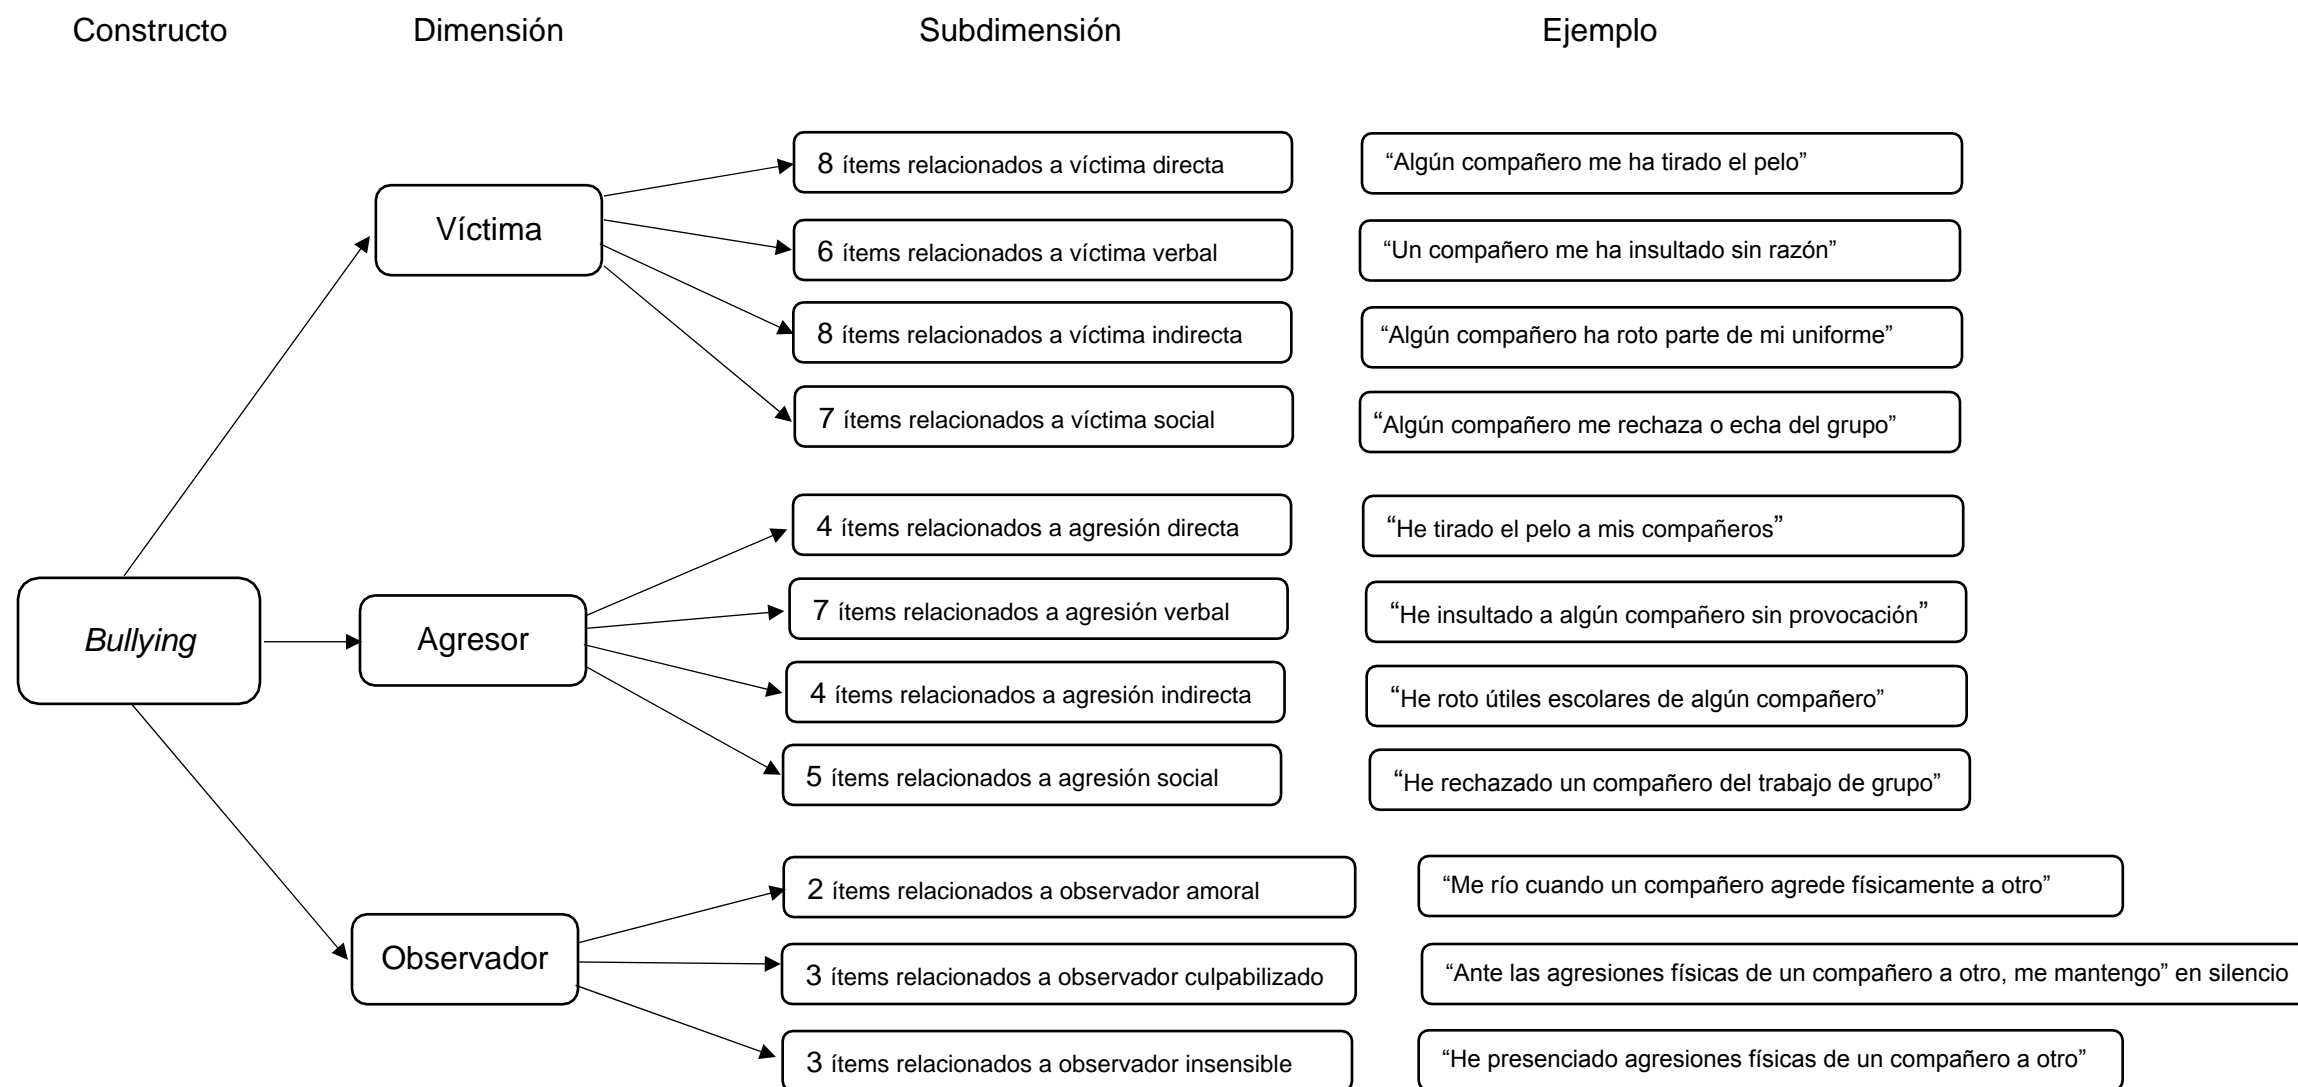 Constructo Dimensión Subdimensión Ejemplo
Víctima
8 ítems relacionados a víctima directa
“Algún compañero me ha tirado el pelo”
6 ítems relacionados a víctima verbal
“Un compañero me ha insultado sin razón”
8 ítems relacionados a víctima indirecta
“Algún compañero ha roto parte de mi uniforme”
7 ítems relacionados a víctima social
“Algún compañero me rechaza o echa del grupo”
Bullying
Agresor
4 ítems relacionados a agresión directa
“He tirado el pelo a mis compañeros”
7 ítems relacionados a agresión verbal
“He insultado a algún compañero sin provocación”
4 ítems relacionados a agresión indirecta
“He roto útiles escolares de algún compañero”
5 ítems relacionados a agresión social
“He rechazado un compañero del trabajo de grupo”
Observador
2 ítems relacionados a observador amoral
“Me río cuando un compañero agrede físicamente a otro”
3 ítems relacionados a observador culpabilizado
“Ante las agresiones físicas de un compañero a otro, me mantengo” en silencio
3 ítems relacionados a observador insensible
“He presenciado agresiones físicas de un compañero a otro”